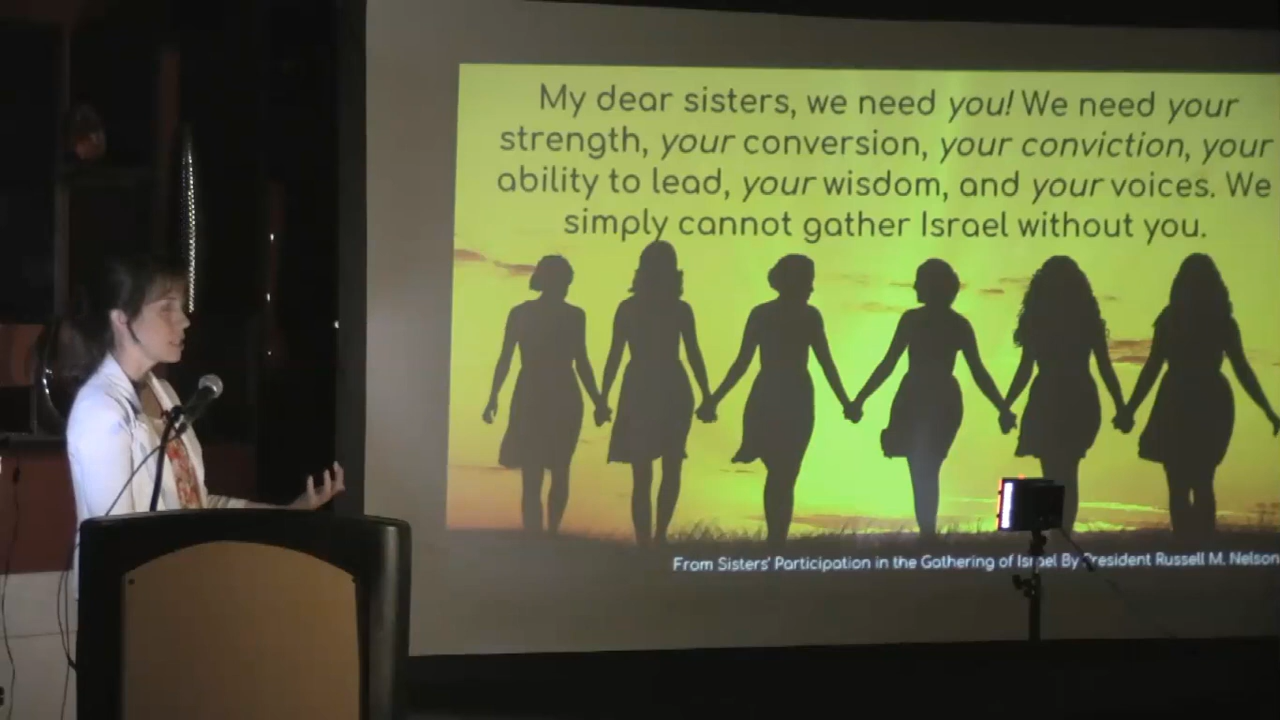 My dear sisters, we need you! We need your
strength, your conversion, your conviction, your
ability to lead, your wisdom, and your voices. We
simply cannot gather Israel without you.
From Sisters' Participation in the Gathering of Israel By President Russell M. Nelson